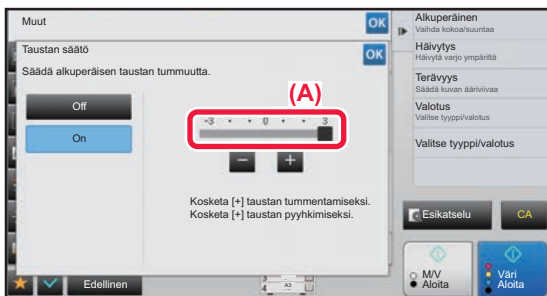 Muut
OK
Taustan säätö
OK
Säädä alkuperäisen taustan tummuutta.
Off
On
(A)
-3 • • 0 • • 3
− +
Kosketa [+] taustan tummentamiseksi.
Kosketa [+] taustan pyyhkimiseksi.
Edellinen
A3
4
Alkuperäinen
Vaihda kokoa/suuntaa
Häivytys
Häivytä varjo ympäriltä
Terävyys
Säädä kuvan ääriviivaa
Valotus
Valitse tyyppi/valotus
Valitse tyyppi/valotus
Esikatselu
CA
M/V
Aloita
Väri
Aloita